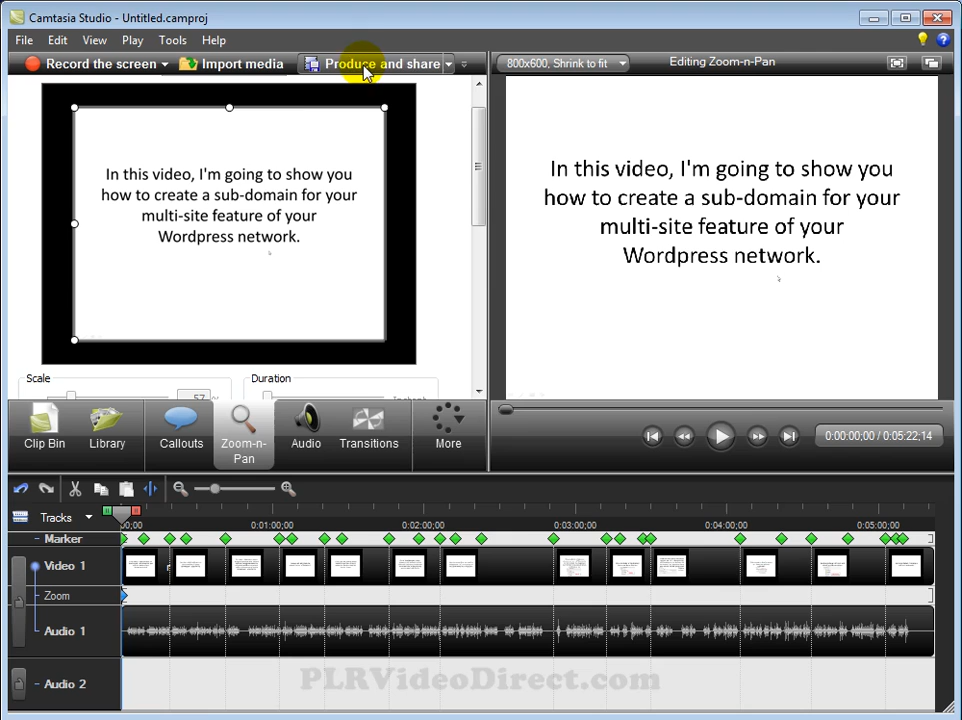 Camtasia Studio - Untitled.camproj
File Edit View Play Tools Help
Record the screen Import media Produce and share
800x600, Shrink to fit Editing Zoom-n-Pan
In this video, I'm going to show you
how to create a sub-domain for your
multi-site feature of your
Wordpress network.
In this video, I'm going to show you
how to create a sub-domain for your
multi-site feature of your
Wordpress network.
Scale Duration
57
Clip Bin Library Callouts Zoom-n-
Pan Audio Transitions More
0:00:00;00 / 0:05:22;14
Tracks
00;00 0:01:00;00 0:02:00;00 0:03:00;00 0:04:00;00 0:05:00;00
Marker
Video 1
Zoom
Audio 1
Audio 2
PLRVideoDirect.com